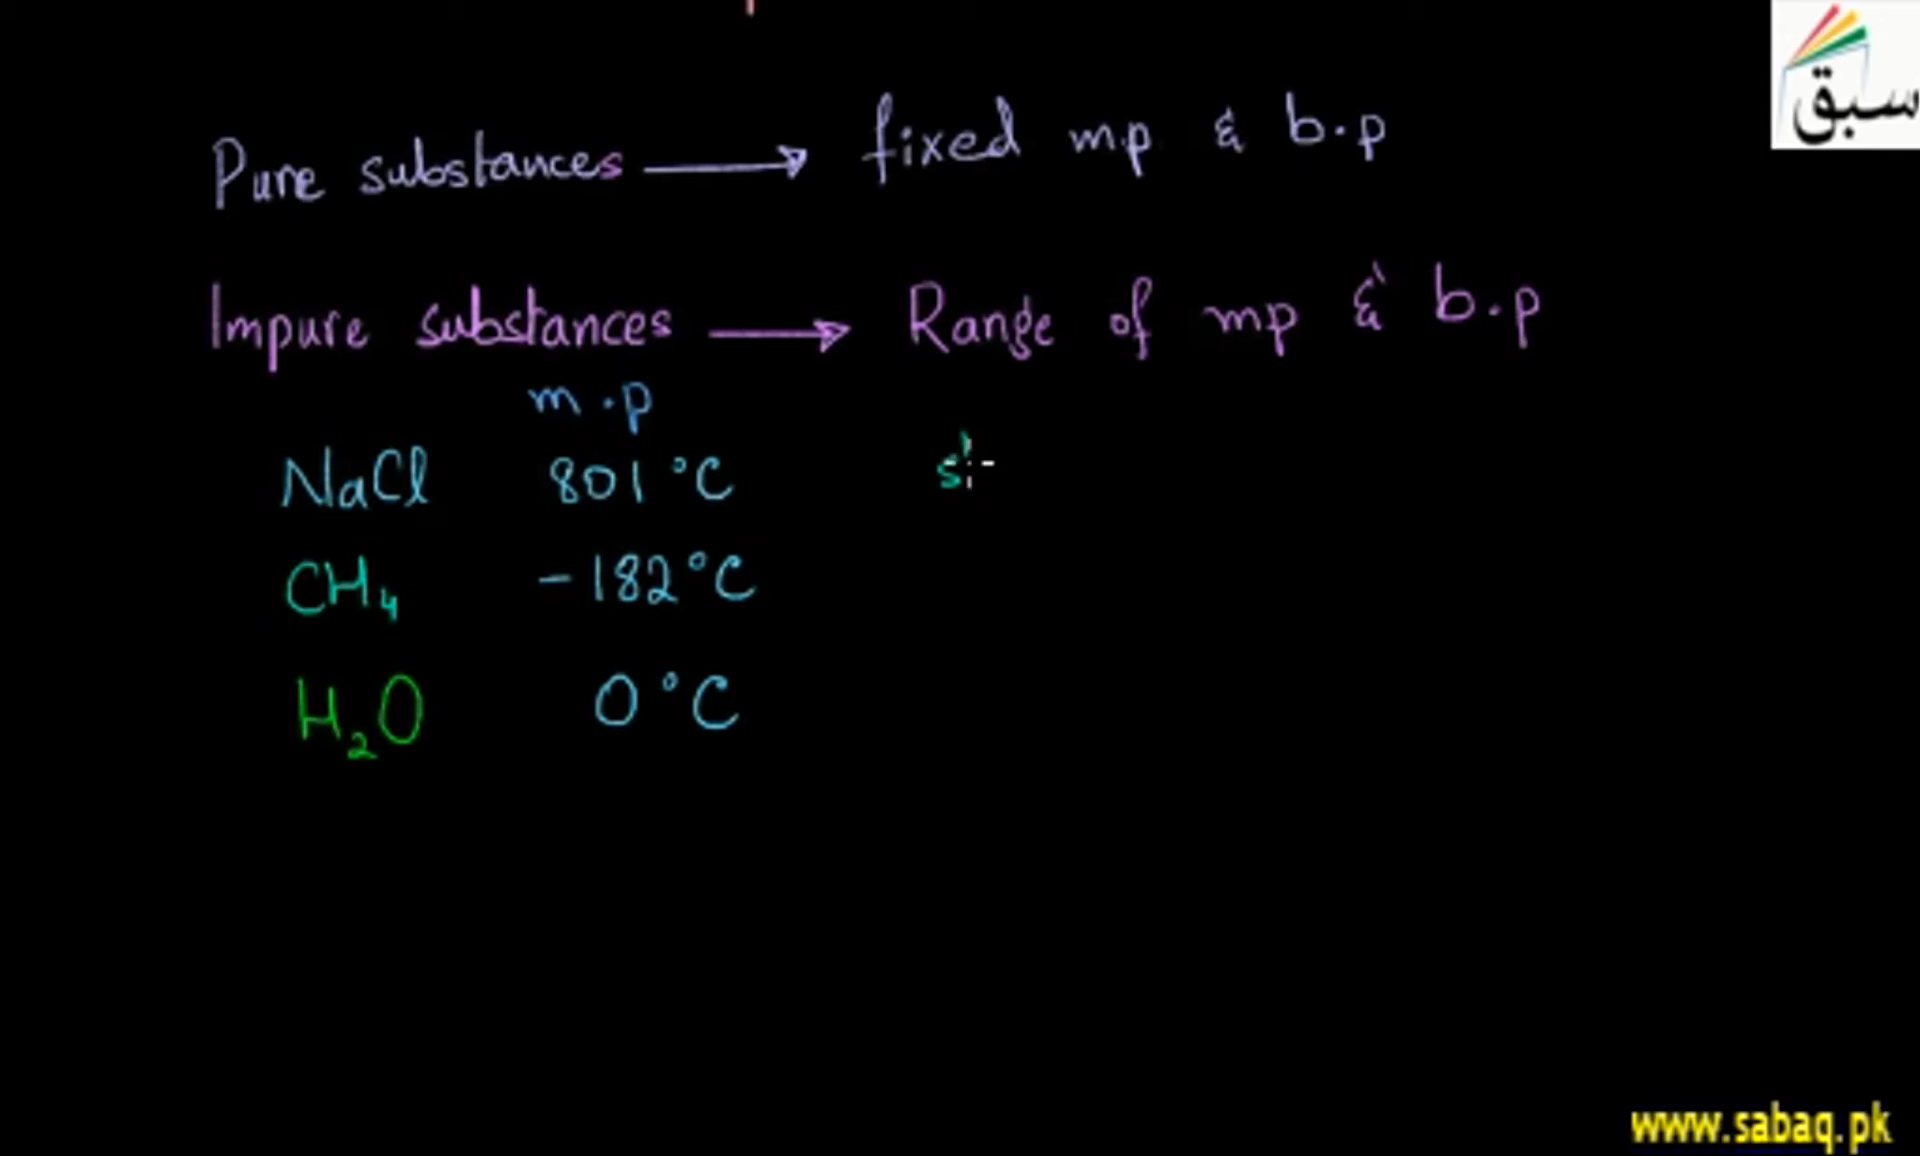 سبق
Pure substances → fixed m.p & b.p
Impure substances → Range of mp & b.p
m.p
NaCl 801 °C
CH₄ -182 °C
H₂O 0 °C
www.sabaq.pk